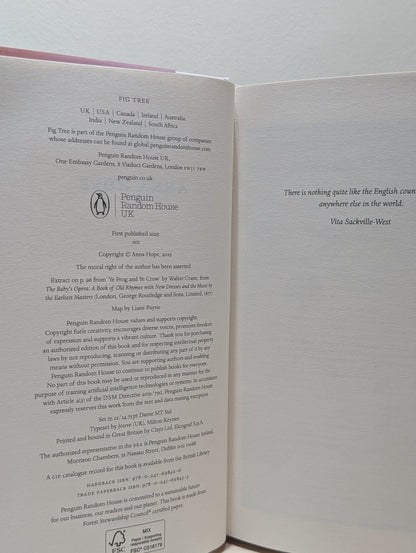 FIG TREE
UK | USA | Canada | Ireland | Australia
India | New Zealand | South Africa
Fig Tree is part of the Penguin Random House group of companies
whose addresses can be found at global.penguinrandomhouse.com
Penguin Random House UK,
One Embassy Gardens, 8 Viaduct Gardens, London SW11 7BW
penguin.co.uk
Penguin
Random House
UK
First published 2025
001
Copyright © Anna Hope, 2025
The moral right of the author has been asserted
Extract on p. 96 from 'Ye Frog and Ye Crow' by Walter Crane, from
The Baby's Opera: A Book of Old Rhymes with New Dresses and the Music by
the Earliest Masters (London, George Routledge and Sons, Limited, 1877)
Map by Liane Payne
Penguin Random House values and supports copyright.
Copyright fuels creativity, encourages diverse voices, promotes freedom
of expression and supports a vibrant culture. Thank you for purchasing
an authorized edition of this book and for respecting intellectual property
laws by not reproducing, scanning or distributing any part of it by any
means without permission. You are supporting authors and enabling
Penguin Random House to continue to publish books for everyone.
No part of this book may be used or reproduced in any manner for the
purpose of training artificial intelligence technologies or systems. In accordance
with Article 4(3) of the DSM Directive 2019/790, Penguin Random House
expressly reserves this work from the text and data mining exception
Set in 12/14.75pt Dante MT Std
Typeset by Jouve (UK), Milton Keynes
Printed and bound in Great Britain by Clays Ltd, Elcograf S.p.A.
The authorized representative in the EEA is Penguin Random House Ireland,
Morrison Chambers, 32 Nassau Street, Dublin D02 YH68
A CIP catalogue record for this book is available from the British Library
HARDBACK ISBN: 978-0-241-69842-6
TRADE PAPERBACK ISBN: 978-0-241-69843-3
Penguin Random House is committed to a sustainable future
for our business, our readers and our planet. This book is made from
Forest Stewardship Council® certified paper.
FSC
MIX
Paper | Supporting
responsible forestry
FSC® C018179
There is nothing quite like the English coun
anywhere else in the world.
Vita Sackville-West